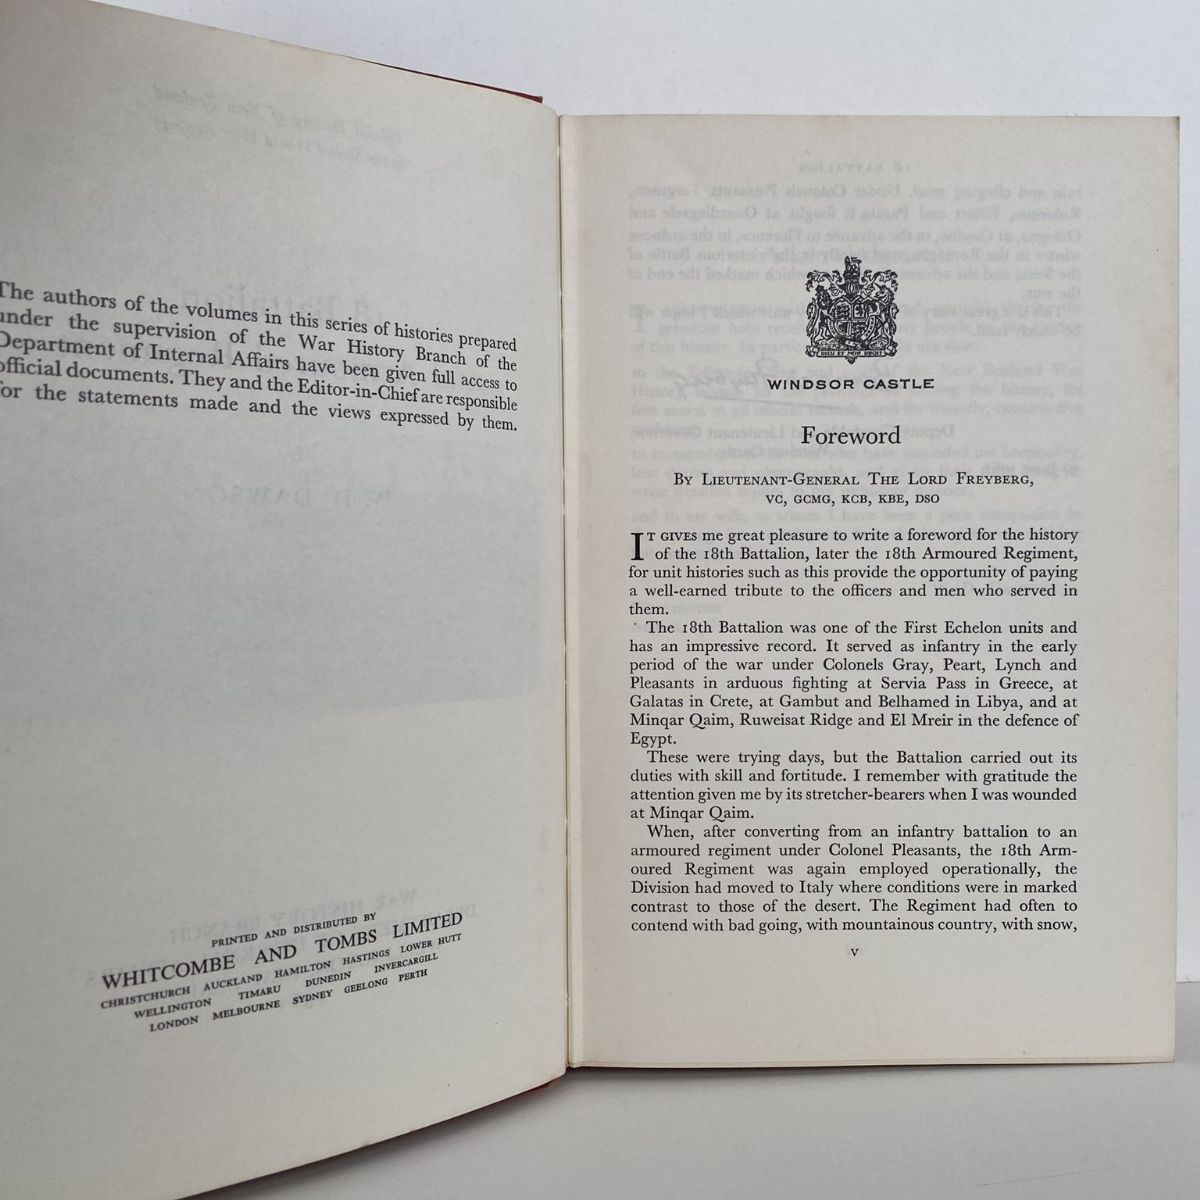 The authors of the volumes in this series of histories prepared
under the supervision of the War History Branch of the
Department of Internal Affairs have been given full access to
official documents. They and the Editor-in-Chief are responsible
for the statements made and the views expressed by them.
PRINTED AND DISTRIBUTED BY
WHITCOMBE AND TOMBS LIMITED
CHRISTCHURCH AUCKLAND HAMILTON HASTINGS LOWER HUTT
WELLINGTON TIMARU DUNEDIN INVERCARGILL
LONDON MELBOURNE SYDNEY GEELONG PERTH
DIEU ET MON DROIT
WINDSOR CASTLE
Foreword
By Lieutenant-General The Lord Freyberg,
VC, GCMG, KCB, KBE, DSO
It gives me great pleasure to write a foreword for the history
of the 18th Battalion, later the 18th Armoured Regiment,
for unit histories such as this provide the opportunity of paying
a well-earned tribute to the officers and men who served in
them.
The 18th Battalion was one of the First Echelon units and
has an impressive record. It served as infantry in the early
period of the war under Colonels Gray, Peart, Lynch and
Pleasants in arduous fighting at Servia Pass in Greece, at
Galatas in Crete, at Gambut and Belhamed in Libya, and at
Minqar Qaim, Ruweisat Ridge and El Mreir in the defence of
Egypt.
These were trying days, but the Battalion carried out its
duties with skill and fortitude. I remember with gratitude the
attention given me by its stretcher-bearers when I was wounded
at Minqar Qaim.
When, after converting from an infantry battalion to an
armoured regiment under Colonel Pleasants, the 18th Arm-
oured Regiment was again employed operationally, the
Division had moved to Italy where conditions were in marked
contrast to those of the desert. The Regiment had often to
contend with bad going, with mountainous country, with snow,
v